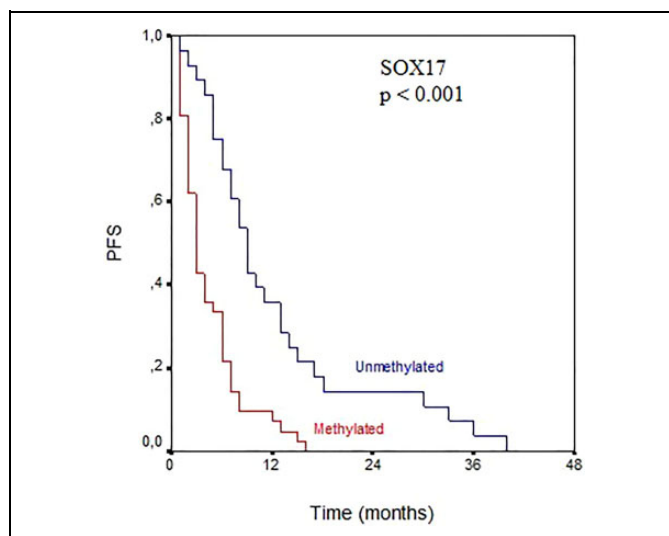 SOX17
p < 0.001
1,0
,8
,6
,4
,2
0,0
PFS
Unmethylated
Methylated
0 12 24 36 48
Time (months)